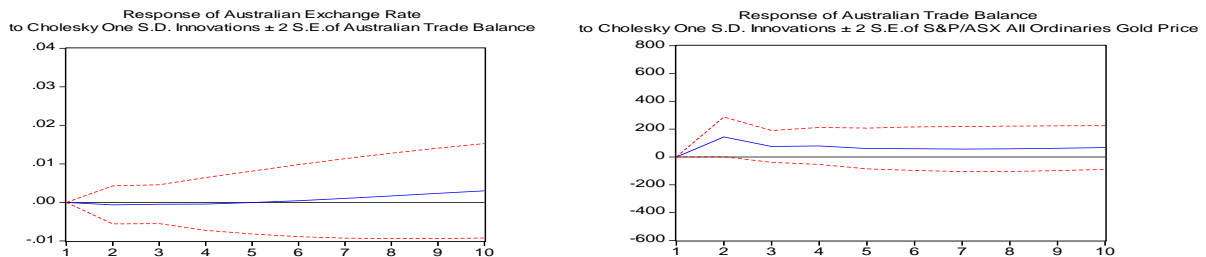 Response of Australian Exchange Rate
to Cholesky One S.D. Innovations ± 2 S.E.of Australian Trade Balance
.04
.03
.02
.01
.00
-.01
1 2 3 4 5 6 7 8 9 10
Response of Australian Trade Balance
to Cholesky One S.D. Innovations ± 2 S.E.of S&P/ASX All Ordinaries Gold Price
800
600
400
200
0
-200
-400
-600
1 2 3 4 5 6 7 8 9 10